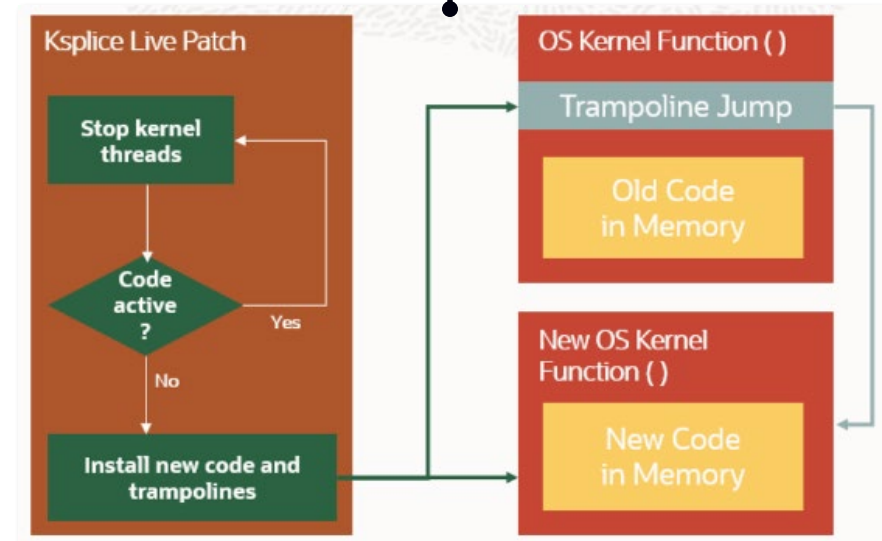 Ksplice Live Patch
Stop kernel
threads
Code
active
?
Yes
No
Install new code and
trampolines
OS Kernel Function ( )
Trampoline Jump
Old Code
in Memory
New OS Kernel
Function ( )
New Code
in Memory